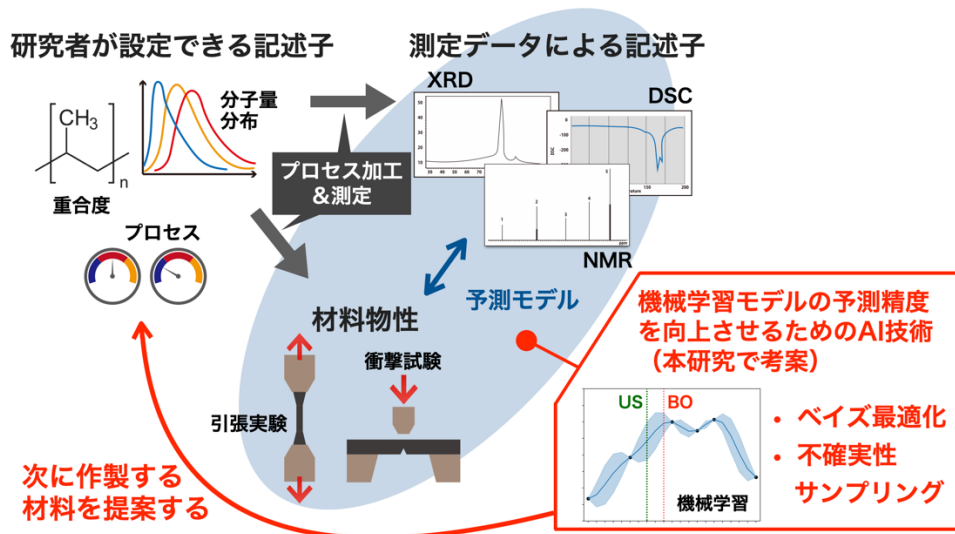 研究者が設定できる記述子
測定データによる記述子
XRD
DSC
CH3
n
重合度
分子量
分布
プロセス加工
&測定
プロセス
NMR
予測モデル
材料物性
引張実験
衝撃試験
機械学習モデルの予測精度
を向上させるためのAI技術
（本研究で考案）
US
BO
機械学習
・ベイズ最適化
・不確実性
サンプリング
次に作製する
材料を提案する